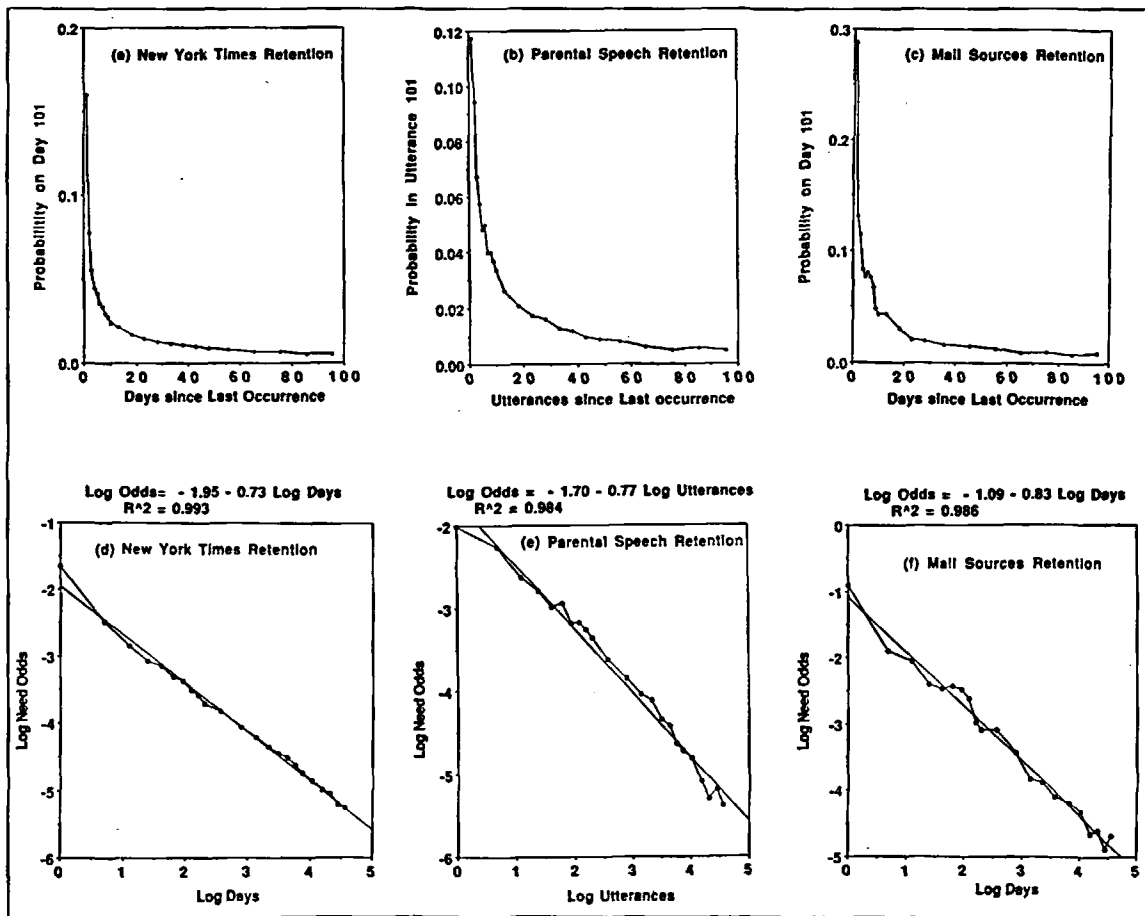 (a) New York Times Retention
0.2
0.1
0.0
Probability on Day 101
0 20 40 60 80 100
Days since Last Occurrence
(b) Parental Speech Retention
0.12
0.10
0.08
0.06
0.04
0.02
0.00
Probability in Utterance 101
0 20 40 60 80 100
Utterances since Last occurrence
(c) Mail Sources Retention
0.3
0.2
0.1
0.0
Probability on Day 101
0 20 40 60 80 100
Days since Last Occurrence
Log Odds= - 1.95 - 0.73 Log Days
R^2 = 0.993
(d) New York Times Retention
-1
-2
-3
-4
-5
-6
Log Need Odds
0 1 2 3 4 5
Log Days
Log Odds = - 1.70 - 0.77 Log Utterances
R^2 = 0.984
(e) Parental Speech Retention
-2
-3
-4
-5
-6
Log Need Odds
0 1 2 3 4 5
Log Utterances
Log Odds = - 1.09 - 0.83 Log Days
R^2 = 0.986
(f) Mail Sources Retention
0
-1
-2
-3
-4
-5
Log Need Odds
0 1 2 3 4 5
Log Days